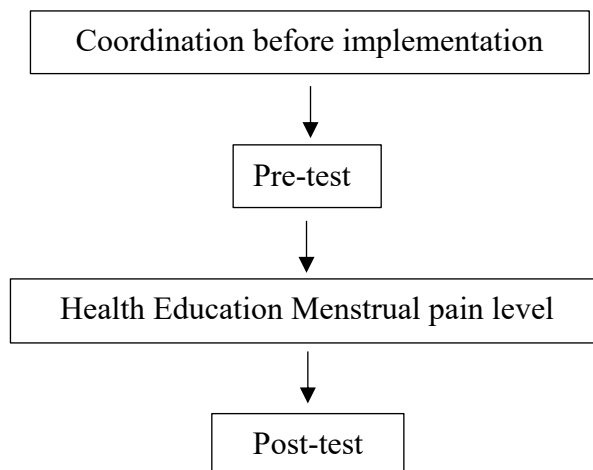 Coordination before implementation
Pre-test
Health Education Menstrual pain level
Post-test